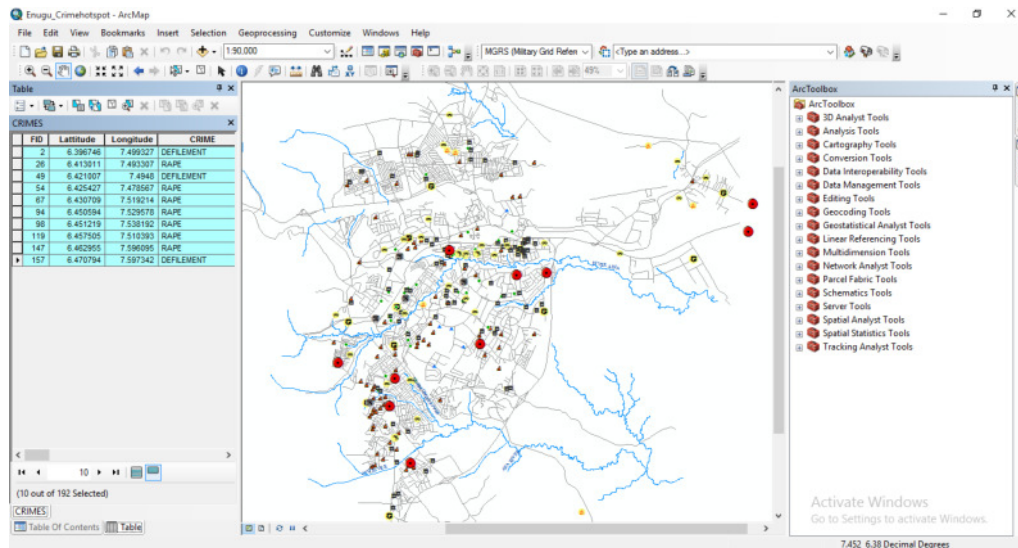 Enugu_Crimehotspot - ArcMap
File Edit View Bookmarks Insert Selection Geoprocessing Customize Windows Help
1:90,000 MGRS (Military Grid Referen <Type an address...>
49%
Table
CRIMES
FID Lattitude Longitude CRIME
2 6.396746 7.499327 DEFILEMENT
26 6.413011 7.493307 RAPE
49 6.421007 7.4948 DEFILEMENT
54 6.425427 7.478567 RAPE
67 6.430709 7.519214 RAPE
94 6.450594 7.529578 RAPE
98 6.451219 7.538192 RAPE
119 6.457505 7.510393 RAPE
147 6.462955 7.596095 RAPE
157 6.470794 7.597342 DEFILEMENT
10
(10 out of 192 Selected)
CRIMES
Table Of Contents Table
ArcToolbox
ArcToolbox
3D Analyst Tools
Analysis Tools
Cartography Tools
Conversion Tools
Data Interoperability Tools
Data Management Tools
Editing Tools
Geocoding Tools
Geostatistical Analyst Tools
Linear Referencing Tools
Multidimension Tools
Network Analyst Tools
Parcel Fabric Tools
Schematics Tools
Server Tools
Spatial Analyst Tools
Spatial Statistics Tools
Tracking Analyst Tools
Activate Windows
Go to Settings to activate Windows.
7.452 6.38 Decimal Degrees